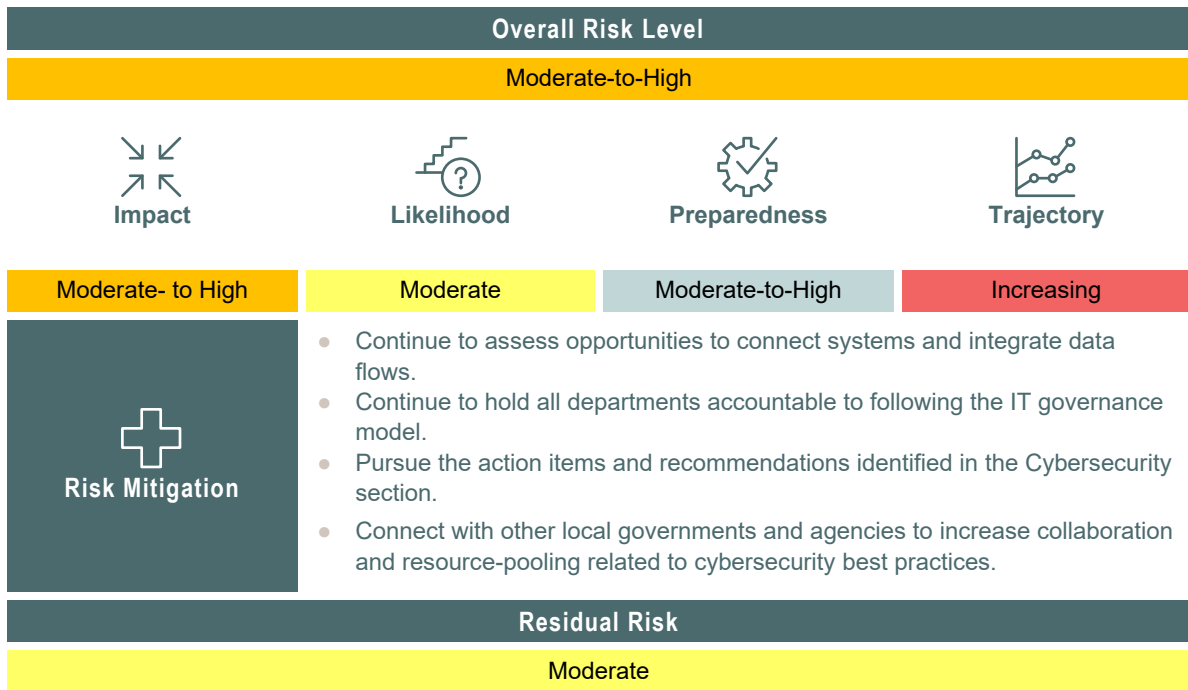 Overall Risk Level
Moderate-to-High
?
Impact
Likelihood
Preparedness
Trajectory
Moderate- to High
Moderate
Moderate-to-High
Increasing
Risk Mitigation
● Continue to assess opportunities to connect systems and integrate data
flows.
● Continue to hold all departments accountable to following the IT governance
model.
● Pursue the action items and recommendations identified in the Cybersecurity
section.
● Connect with other local governments and agencies to increase collaboration
and resource-pooling related to cybersecurity best practices.
Residual Risk
Moderate